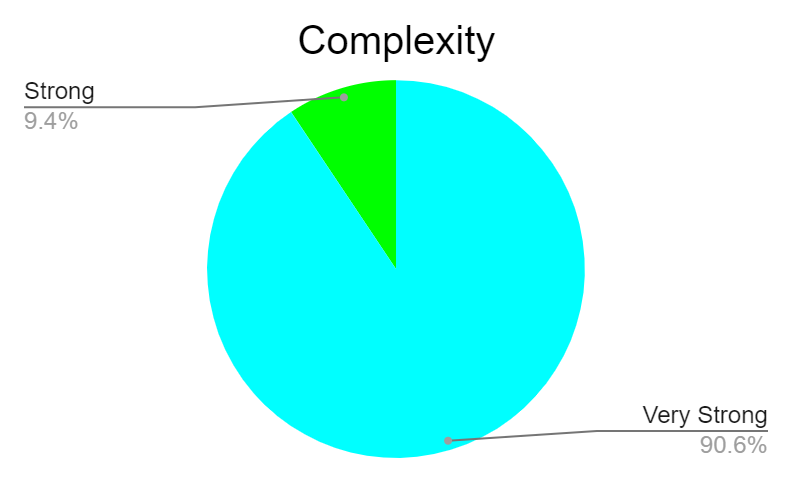 Complexity
Strong
9.4%
Very Strong
90.6%